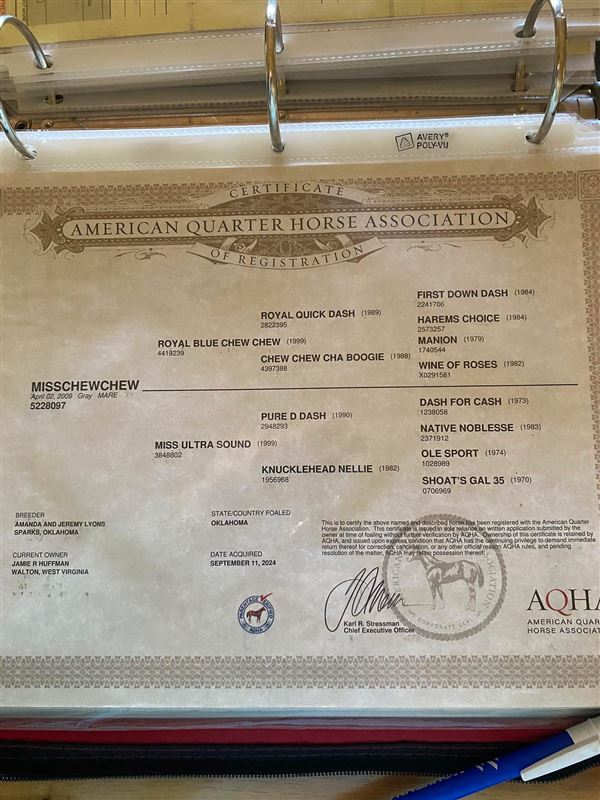 AVERY®
POLY-VU
CERTIFICATE
AMERICAN QUARTER HORSE ASSOCIATION
OF REGISTRATION
FIRST DOWN DASH (1984)
2241706
ROYAL QUICK DASH (1989)
2822395
HAREMS CHOICE (1984)
2573257
ROYAL BLUE CHEW CHEW (1999)
4419239
MANION (1979)
1740544
CHEW CHEW CHA BOOGIE (1988)
4397388
WINE OF ROSES (1982)
X0291581
MISSCHEWCHEW
April 02, 2009 Gray MARE
5228097
DASH FOR CASH (1973)
1238058
PURE D DASH (1990)
2948293
NATIVE NOBLESSE (1983)
2371912
MISS ULTRA SOUND (1999)
3848802
OLE SPORT (1974)
1028989
KNUCKLEHEAD NELLIE (1982)
1956968
SHOAT'S GAL 35 (1970)
0706969
BREEDER
AMANDA AND JEREMY LYONS
SPARKS, OKLAHOMA
STATE/COUNTRY FOALED
OKLAHOMA
CURRENT OWNER
JAMIE R HUFFMAN
WALTON, WEST VIRGINIA
DATE ACQUIRED
SEPTEMBER 11, 2024
This is to certify the above named and described horse has been registered with the American Quarter
Horse Association. This certificate is issued in sole reliance on written application submitted by the
owner at time of foaling without further verification by AQHA. Ownership of this certificate is retained by
AQHA, and issued upon express condition that AQHA has the continuing privilege to demand immediate
return thereof for correction, cancelation, or any other official reason AQHA rules, and pending
resolution of the matter, AQHA may retain possession thereof.
PARENTAGE VERIFIED
AQHA
Karl R. Stressman
Chief Executive Officer
CORPORATE SEAL
AQHA
AMERICAN QUAR
HORSE ASSOCIAT